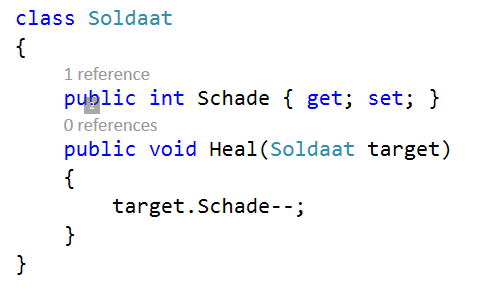 class Soldaat
{
1 reference
public int Schade { get; set; }
0 references
public void Heal(Soldaat target)
{
target.Schade--;
}
}